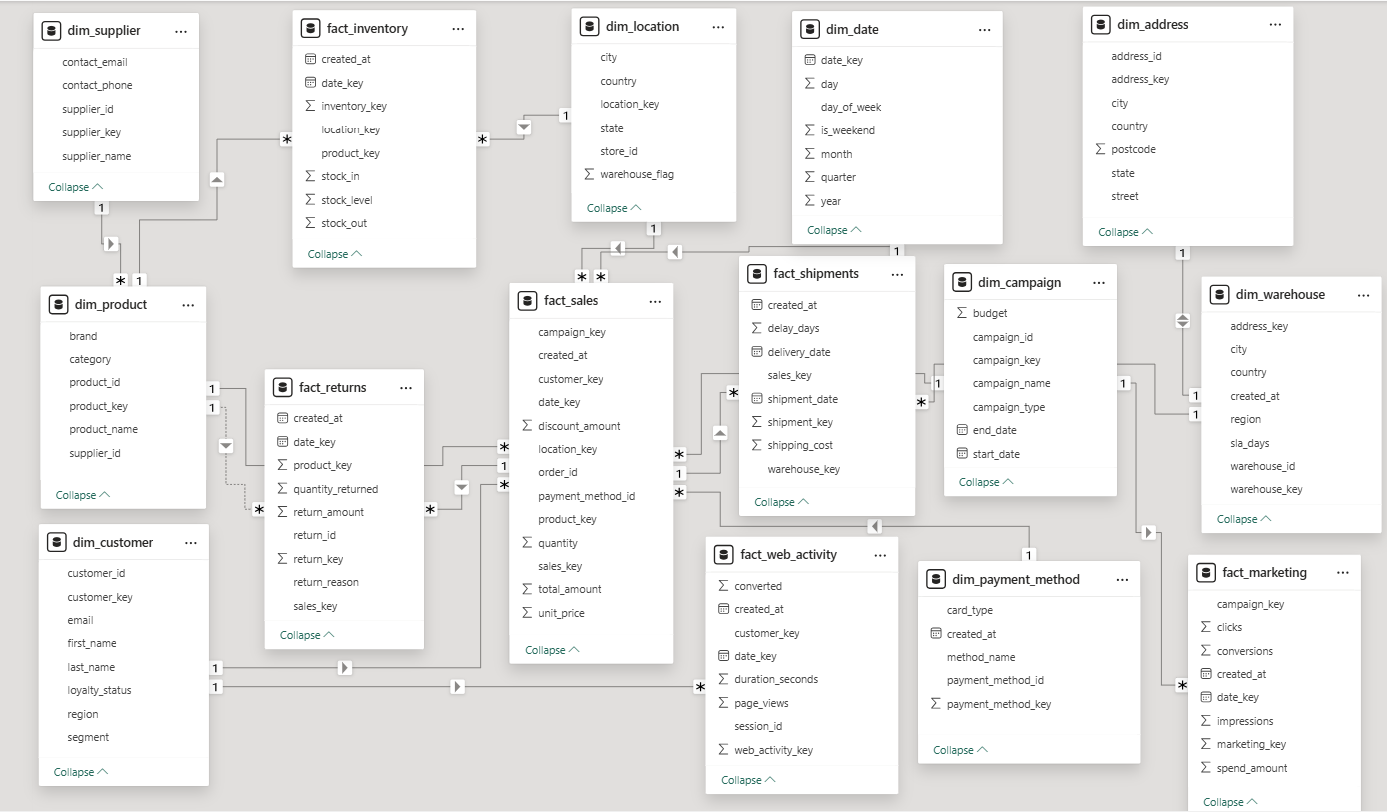 dim_supplier
contact_email
contact_phone
supplier_id
supplier_key
supplier_name
Collapse
fact_inventory
created_at
date_key
inventory_key
location_key
product_key
stock_in
stock_level
stock_out
Collapse
dim_location
city
country
location_key
state
store_id
warehouse_flag
Collapse
dim_date
date_key
day
day_of_week
is_weekend
month
quarter
year
Collapse
dim_address
address_id
address_key
city
country
postcode
state
street
Collapse
dim_product
brand
category
product_id
product_key
product_name
supplier_id
Collapse
fact_returns
created_at
date_key
product_key
quantity_returned
return_amount
return_id
return_key
return_reason
sales_key
Collapse
fact_sales
campaign_key
created_at
customer_key
date_key
discount_amount
location_key
order_id
payment_method_id
product_key
quantity
sales_key
total_amount
unit_price
Collapse
fact_shipments
created_at
delay_days
delivery_date
sales_key
shipment_date
shipment_key
shipping_cost
warehouse_key
Collapse
dim_campaign
budget
campaign_id
campaign_key
campaign_name
campaign_type
end_date
start_date
Collapse
dim_warehouse
address_key
city
country
created_at
region
sla_days
warehouse_id
warehouse_key
Collapse
dim_customer
customer_id
customer_key
email
first_name
last_name
loyalty_status
region
segment
Collapse
fact_web_activity
converted
created_at
customer_key
date_key
duration_seconds
page_views
session_id
web_activity_key
Collapse
dim_payment_method
card_type
created_at
method_name
payment_method_id
payment_method_key
Collapse
fact_marketing
campaign_key
clicks
conversions
created_at
date_key
impressions
marketing_key
spend_amount
Collapse
1
*
1
*
*
1
1
*
*
1
1
1
1
1
1
*
*
*
1
*
*
1
*
*
*
1
1
1
*
1
1
*
1